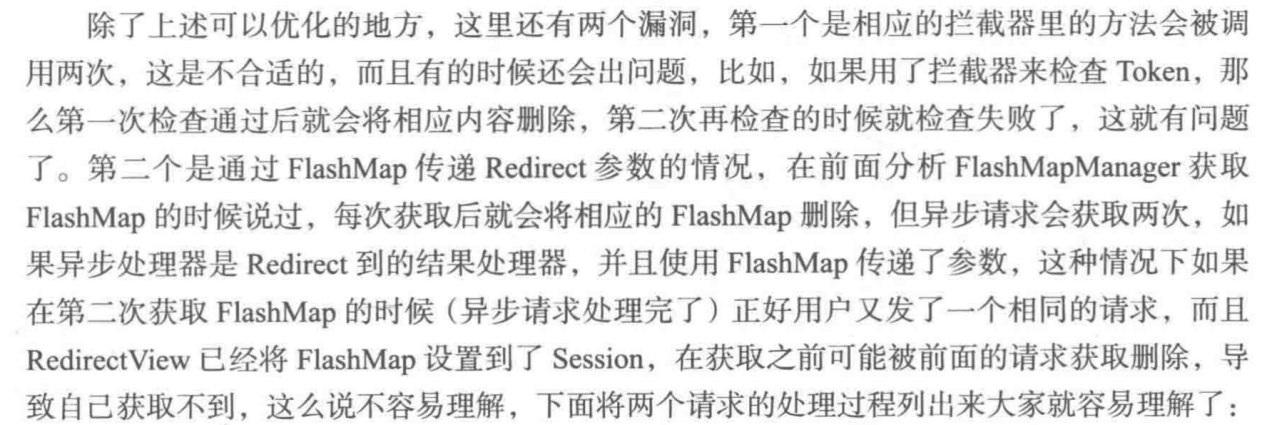 除了上述可以优化的地方，这里还有两个漏洞，第一个是相应的拦截器里的方法会被调
用两次，这是不合适的，而且有的时候还会出问题，比如，如果用了拦截器来检查 Token，那
么第一次检查通过后就会将相应内容删除，第二次再检查的时候就检查失败了，这就有问题
了。第二个是通过 FlashMap 传递 Redirect 参数的情况，在前面分析 FlashMapManager 获取
FlashMap 的时候说过，每次获取后就会将相应的 FlashMap 删除，但异步请求会获取两次，如
果异步处理器是 Redirect 到的结果处理器，并且使用 FlashMap 传递了参数，这种情况下如果
在第二次获取 FlashMap 的时候（异步请求处理完了）正好用户又发了一个相同的请求，而且
RedirectView 已经将 FlashMap 设置到了 Session，在获取之前可能被前面的请求获取删除，导
致自己获取不到，这么说不容易理解，下面将两个请求的处理过程列出来大家就容易理解了：